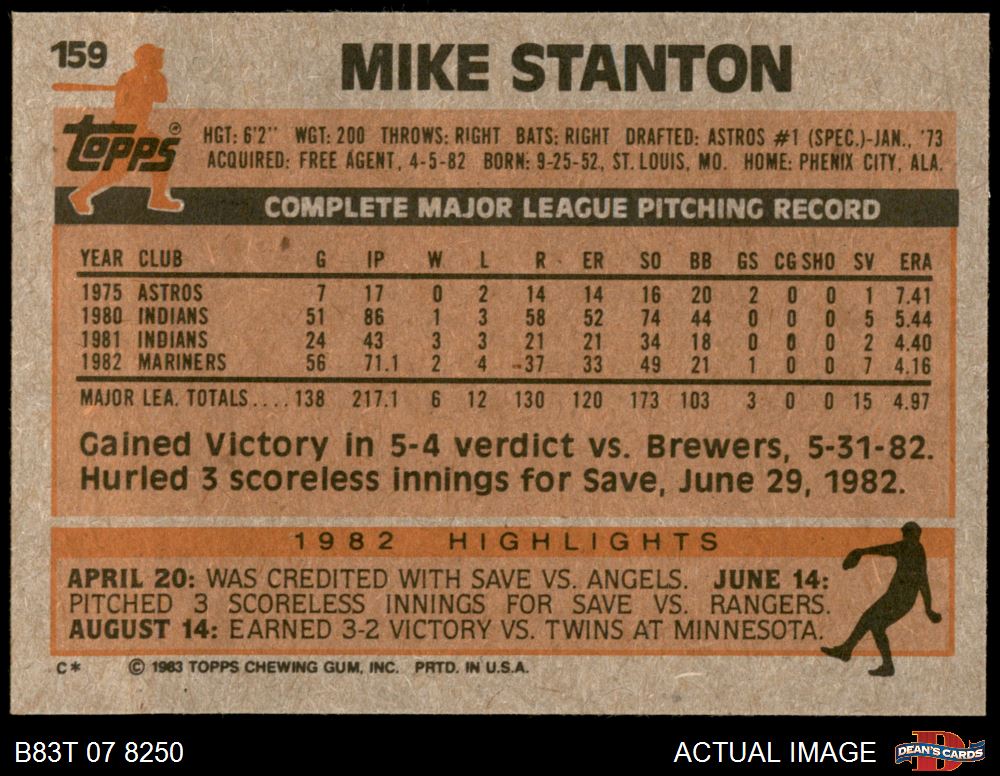 159 MIKE STANTON
Topps®
HGT: 6'2" WGT: 200 THROWS: RIGHT BATS: RIGHT DRAFTED: ASTROS #1 (SPEC.)-JAN., '73
ACQUIRED: FREE AGENT, 4-5-82 BORN: 9-25-52, ST. LOUIS, MO. HOME: PHENIX CITY, ALA.
COMPLETE MAJOR LEAGUE PITCHING RECORD
YEAR CLUB G IP W L R ER SO BB GS CG SHO SV ERA
1975 ASTROS 7 17 0 2 14 14 16 20 2 0 0 1 7.41
1980 INDIANS 51 86 1 3 58 52 74 44 0 0 0 5 5.44
1981 INDIANS 24 43 3 3 21 21 34 18 0 0 0 2 4.40
1982 MARINERS 56 71.1 2 4 37 33 49 21 1 0 0 7 4.16
MAJOR LEA. TOTALS.... 138 217.1 6 12 130 120 173 103 3 0 0 15 4.97
Gained Victory in 5-4 verdict vs. Brewers, 5-31-82.
Hurled 3 scoreless innings for Save, June 29, 1982.
1982 HIGHLIGHTS
APRIL 20: WAS CREDITED WITH SAVE VS. ANGELS. JUNE 14:
PITCHED 3 SCORELESS INNINGS FOR SAVE VS. RANGERS.
AUGUST 14: EARNED 3-2 VICTORY VS. TWINS AT MINNESOTA.
C* © 1983 TOPPS CHEWING GUM, INC. PRTD. IN U.S.A.
B83T 07 8250 ACTUAL IMAGE D DEAN'S CARDS